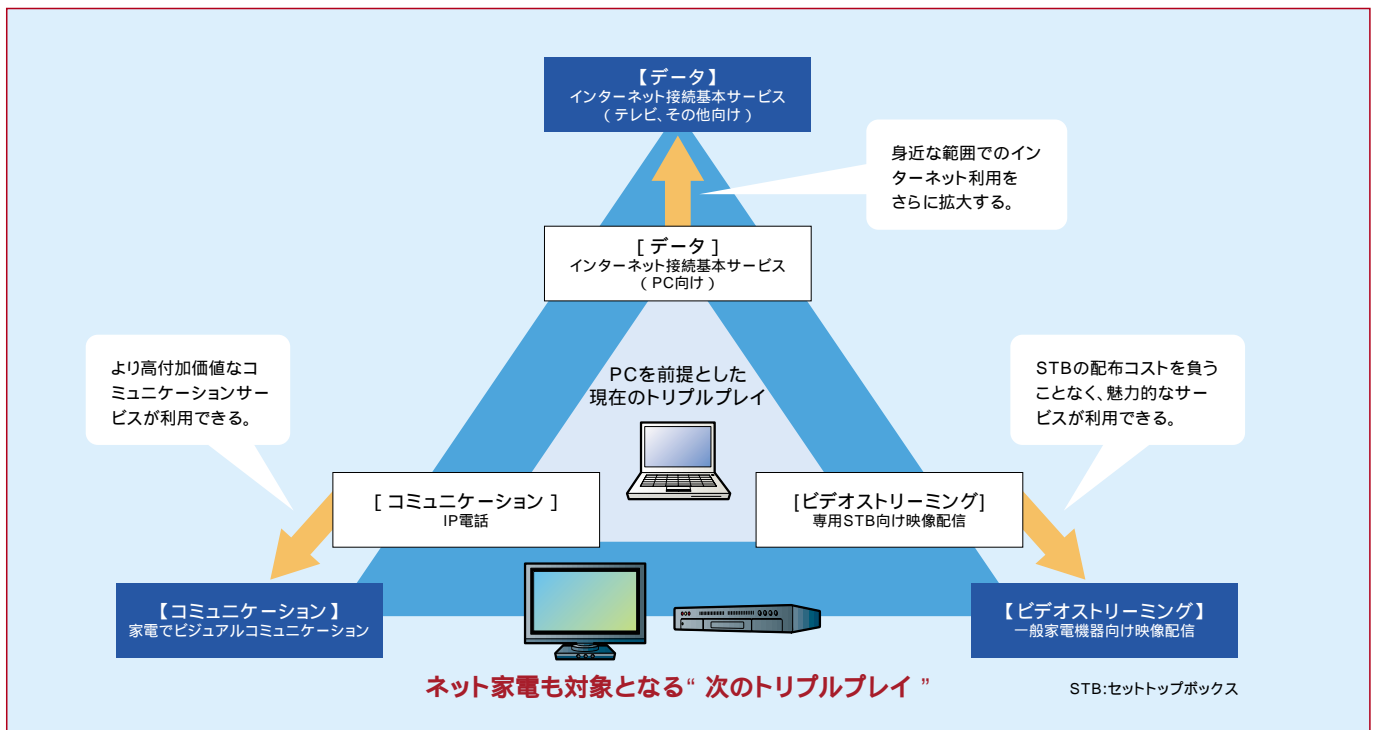 【データ】
インターネット接続基本サービス
（テレビ、その他向け）
身近な範囲でのイン
ターネット利用を
さらに拡大する。
[ データ ]
インターネット接続基本サービス
（PC向け）
より高付加価値なコ
ミュニケーションサー
ビスが利用できる。
PCを前提とした
現在のトリプルプレイ
STBの配布コストを負う
ことなく、魅力的なサー
ビスが利用できる。
[ コミュニケーション ]
IP電話
[ビデオストリーミング]
専用STB向け映像配信
【コミュニケーション】
家電でビジュアルコミュニケーション
【ビデオストリーミング】
一般家電機器向け映像配信
ネット家電も対象となる“ 次のトリプルプレイ ”
STB:セットトップボックス